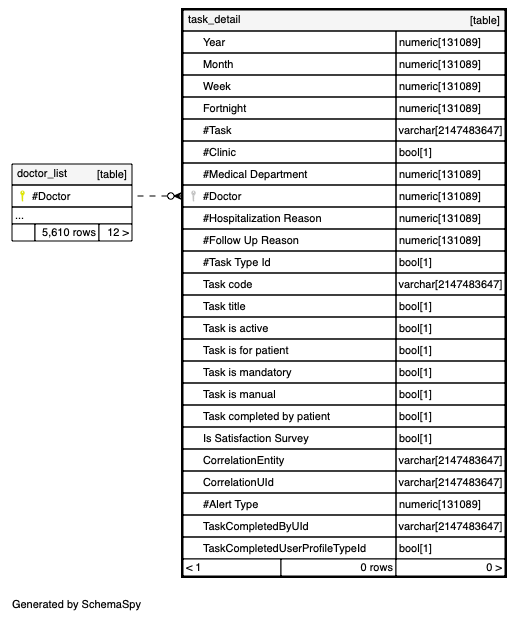 task_detail [table]
Year numeric[131089]
Month numeric[131089]
Week numeric[131089]
Fortnight numeric[131089]
#Task varchar[2147483647]
#Clinic bool[1]
#Medical Department numeric[131089]
#Doctor numeric[131089]
#Hospitalization Reason numeric[131089]
#Follow Up Reason numeric[131089]
#Task Type Id bool[1]
Task code varchar[2147483647]
Task title bool[1]
Task is active bool[1]
Task is for patient bool[1]
Task is mandatory bool[1]
Task is manual bool[1]
Task completed by patient bool[1]
Is Satisfaction Survey bool[1]
CorrelationEntity varchar[2147483647]
CorrelationUId varchar[2147483647]
#Alert Type numeric[131089]
TaskCompletedByUId varchar[2147483647]
TaskCompletedUserProfileTypeId bool[1]
< 1 0 rows 0 >
doctor_list [table]
#Doctor
...
5,610 rows 12 >
Generated by SchemaSpy